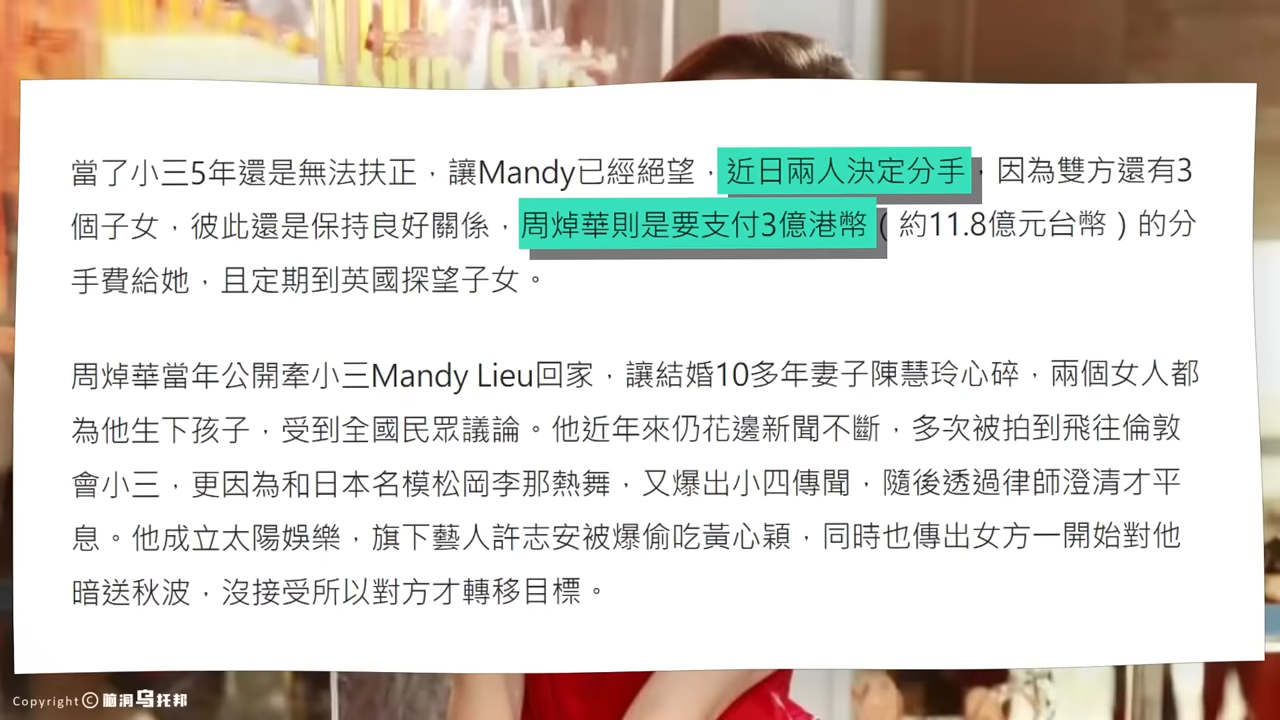 當了小三5年還是無法扶正，讓Mandy已經絕望，近日兩人決定分手，因為雙方還有3
個子女，彼此還是保持良好關係，周焯華則是要支付3億港幣（約11.8億元台幣）的分
手費給她，且定期到英國探望子女。
周焯華當年公開牽小三Mandy Lieu回家，讓結婚10多年妻子陳慧玲心碎，兩個女人都
為他生下孩子，受到全國民眾議論。他近年來仍花邊新聞不斷，多次被拍到飛往倫敦
會小三，更因為和日本名模松岡李那熱舞，又爆出小四傳聞，隨後透過律師澄清才平
息。他成立太陽娛樂，旗下藝人許志安被爆偷吃黃心穎，同時也傳出女方一開始對他
暗送秋波，沒接受所以對方才轉移目標。
Copyright © 脑洞乌托邦